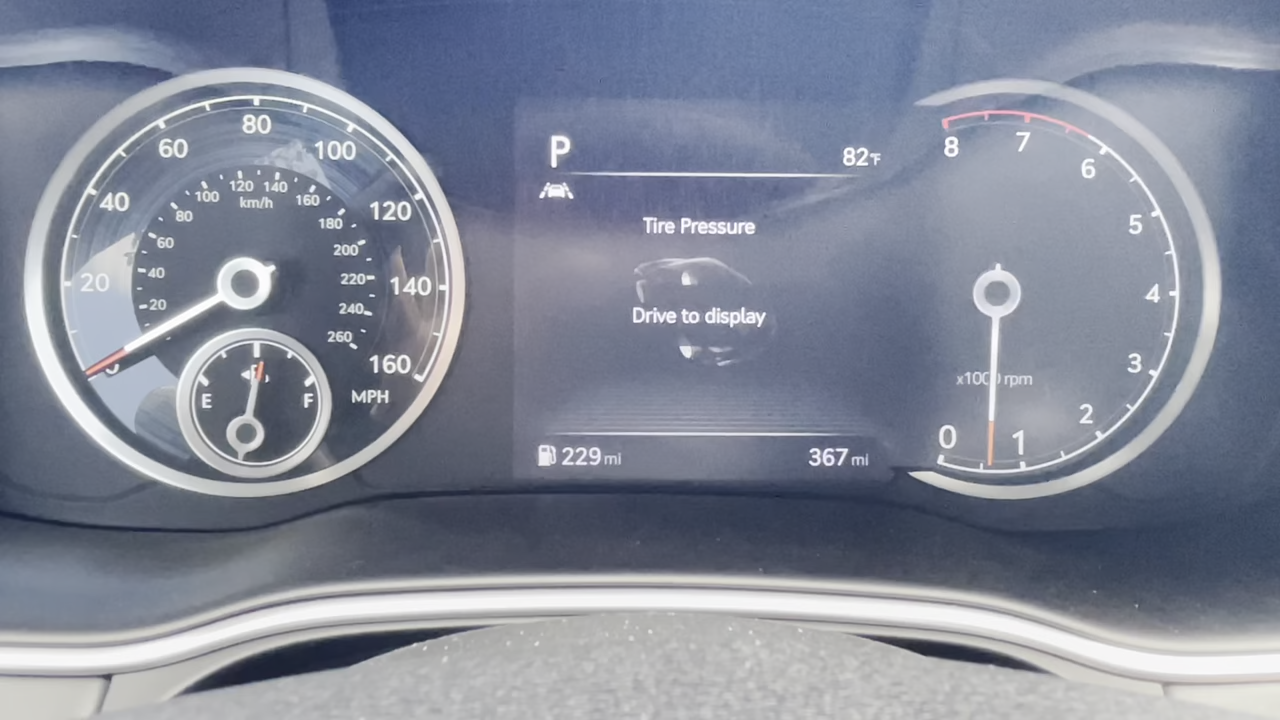 P
82°F
Tire Pressure
Drive to display
229 mi
367 mi
0
20
40
60
80
100
120
140
160
MPH
20
40
60
80
100
120
140
160
180
200
220
240
260
km/h
E
F
8
7
6
5
4
3
2
1
0
x1000 rpm